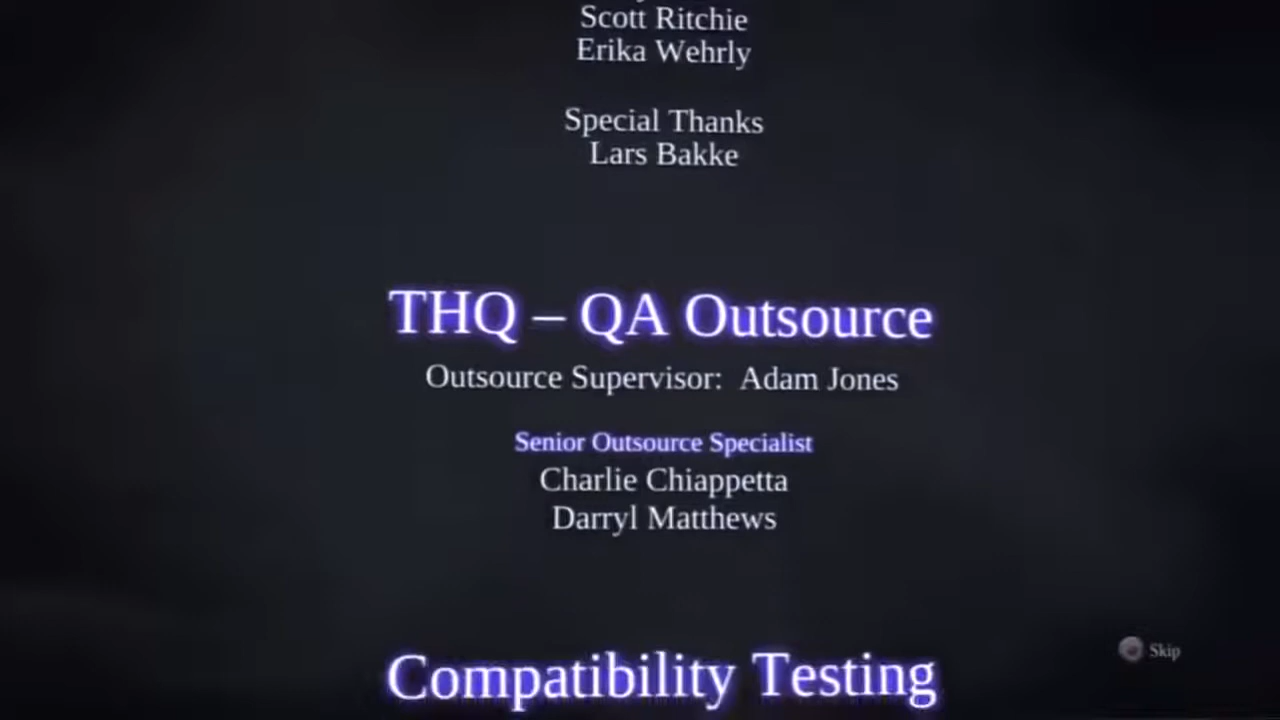 Scott Ritchie
Erika Wehrly
Special Thanks
Lars Bakke
THQ – QA Outsource
Outsource Supervisor: Adam Jones
Senior Outsource Specialist
Charlie Chiappetta
Darryl Matthews
Skip
Compatibility Testing